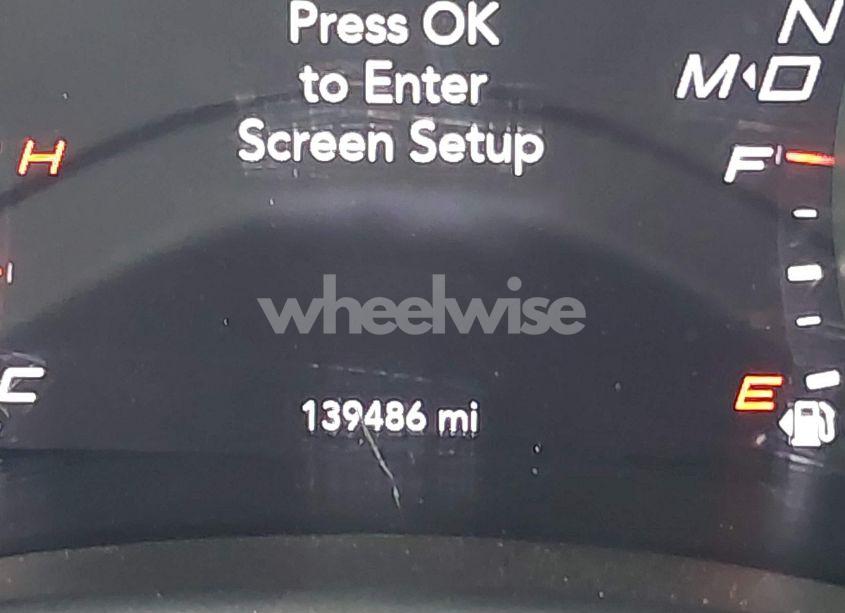 Press OK
to Enter
Screen Setup
N
M D
H
F
wheelwise
C
E
139486 mi